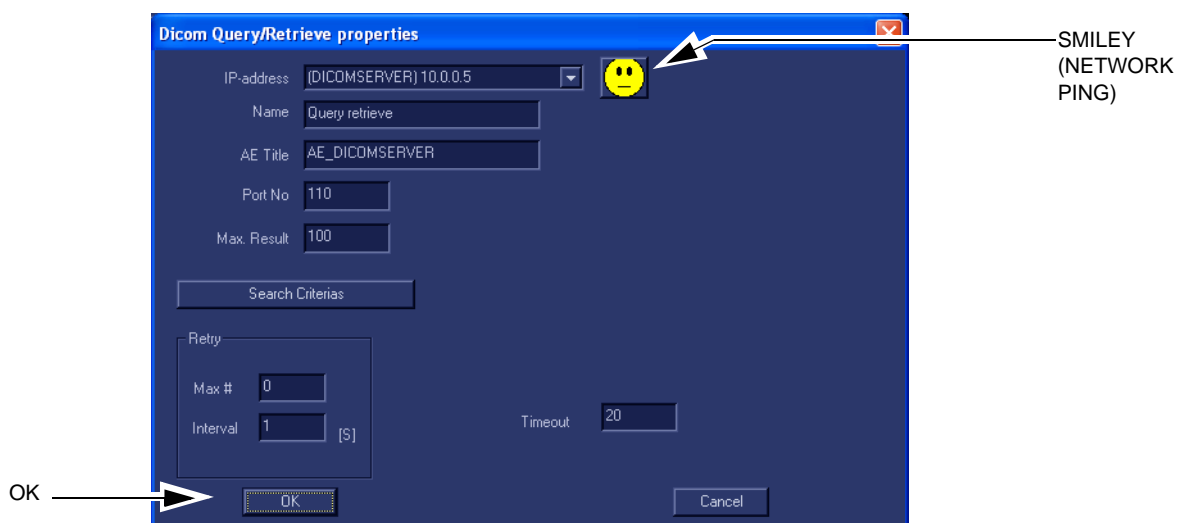 Dicom Query/Retrieve properties
SMILEY
(NETWORK
PING)
IP-address (DICOMSERVER) 10.0.0.5
Name Query retrieve
AE Title AE_DICOMSERVER
Port No 110
Max. Result 100
Search Criterias
Retry
Max # 0
Interval 1 [S]
Timeout 20
OK
OK
Cancel